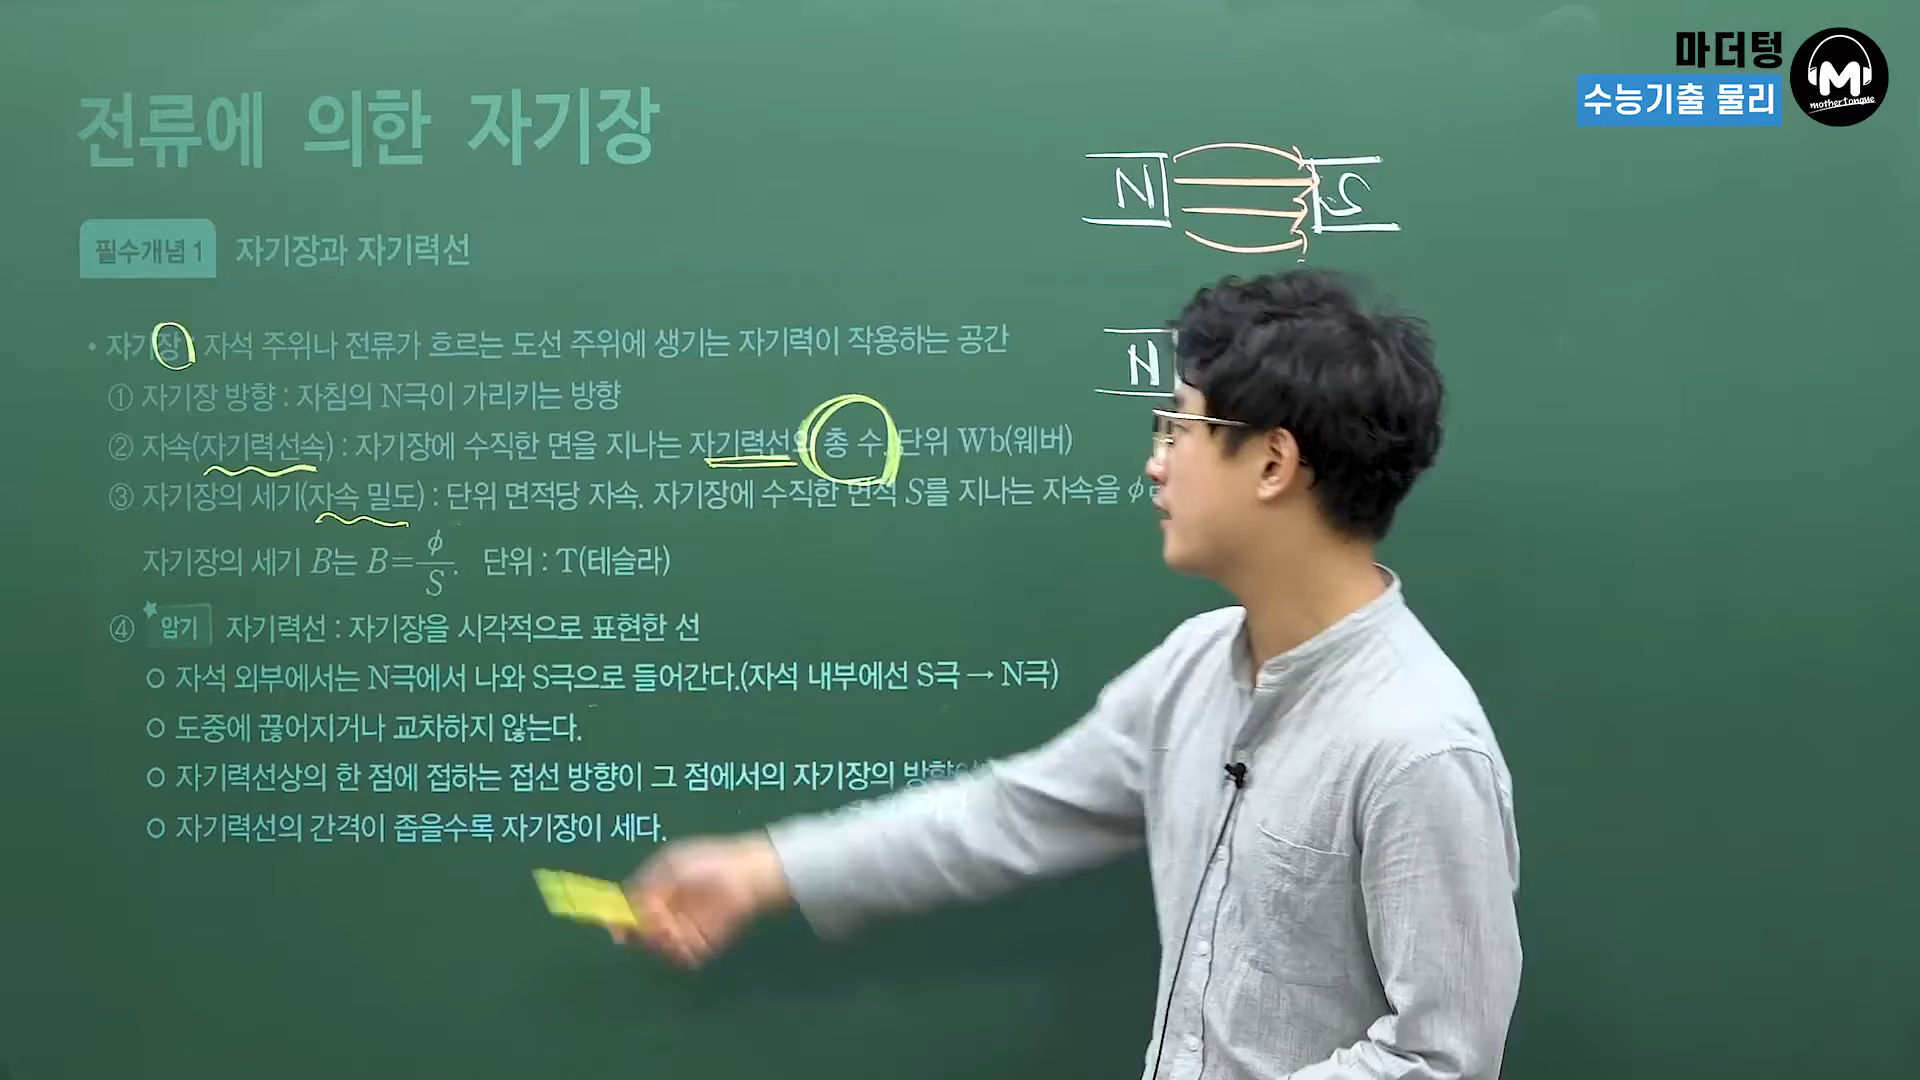 마더텅
수능기출 물리
M
mothertongue
전류에 의한 자기장
필수개념 1 자기장과 자기력선
N S
• 자기장 : 자석 주위나 전류가 흐르는 도선 주위에 생기는 자기력이 작용하는 공간
N
① 자기장 방향 : 자침의 N극이 가리키는 방향
② 자속(자기력선속) : 자기장에 수직한 면을 지나는 자기력선의 총 수. 단위 Wb(웨버)
③ 자기장의 세기(자속 밀도) : 단위 면적당 자속. 자기장에 수직한 면적 S를 지나는 자속을 ϕ
자기장의 세기 B는 B=ϕ/S. 단위 : T(테슬라)
④ 암기 자기력선 : 자기장을 시각적으로 표현한 선
○ 자석 외부에서는 N극에서 나와 S극으로 들어간다.(자석 내부에선 S극 → N극)
○ 도중에 끊어지거나 교차하지 않는다.
○ 자기력선상의 한 점에 접하는 접선 방향이 그 점에서의 자기장의 방향
○ 자기력선의 간격이 좁을수록 자기장이 세다.